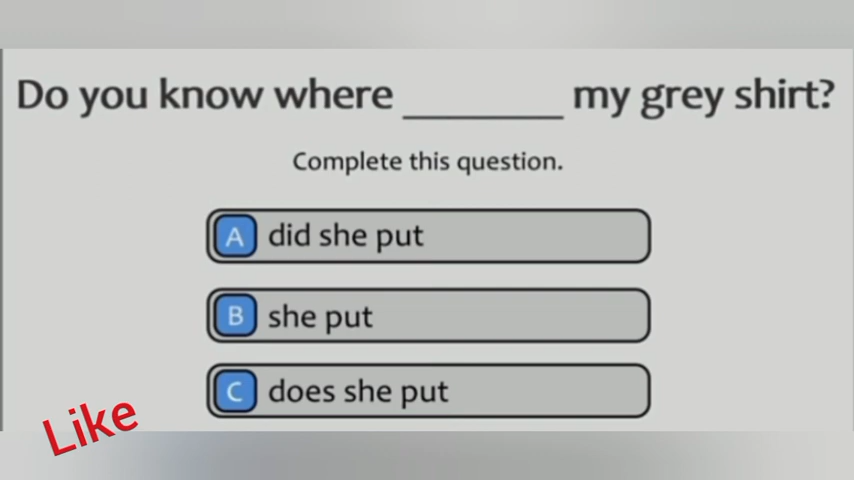 Do you know where ________ my grey shirt?
Complete this question.
A did she put
B she put
C does she put
Like